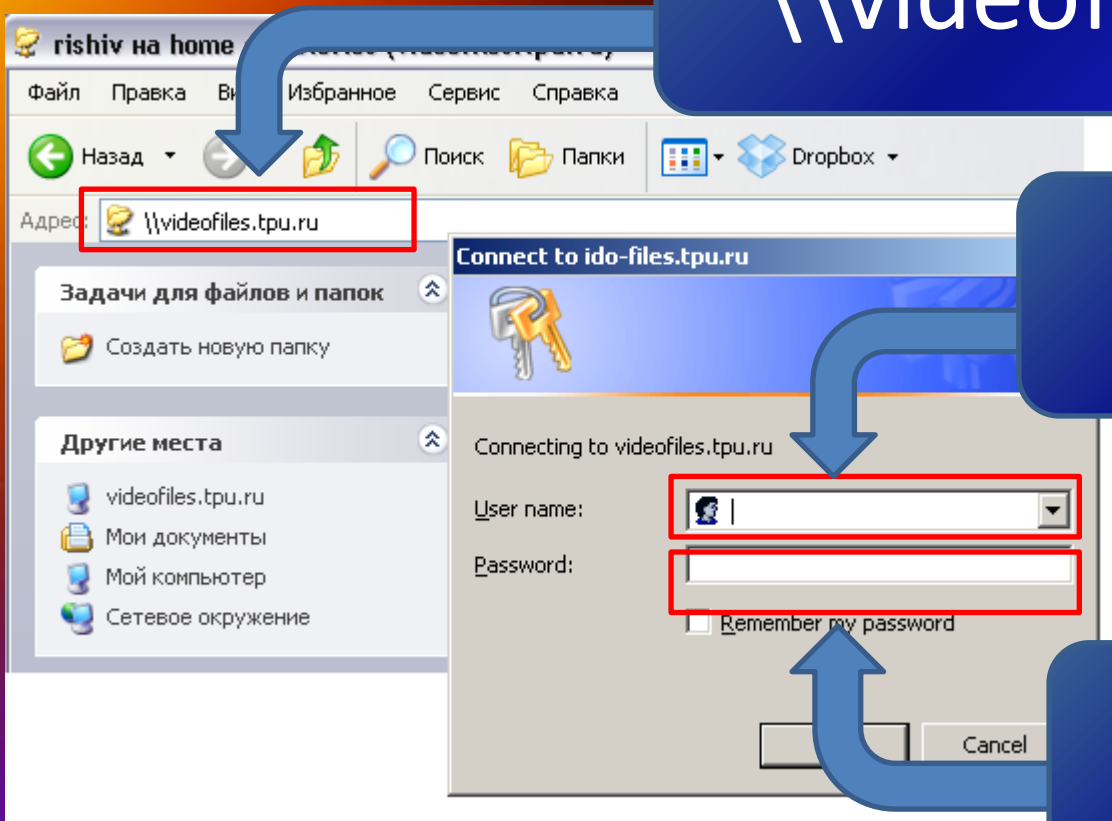 \\videof
rishiv на home
Файл Правка Ви Избранное Сервис Справка
Назад Поиск Папки Dropbox
Адрес: \\videofiles.tpu.ru
Connect to ido-files.tpu.ru
Задачи для файлов и папок
Создать новую папку
Другие места
videofiles.tpu.ru
Мои документы
Мой компьютер
Сетевое окружение
Connecting to videofiles.tpu.ru
User name:
Password:
Remember my password
Cancel